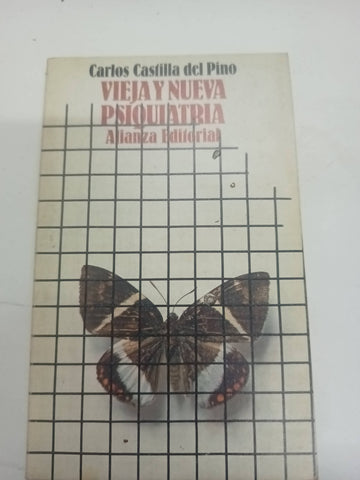 Carlos Castilla del Pino
VIEJA Y NUEVA
PSIQUIATRIA
Alianza Editorial